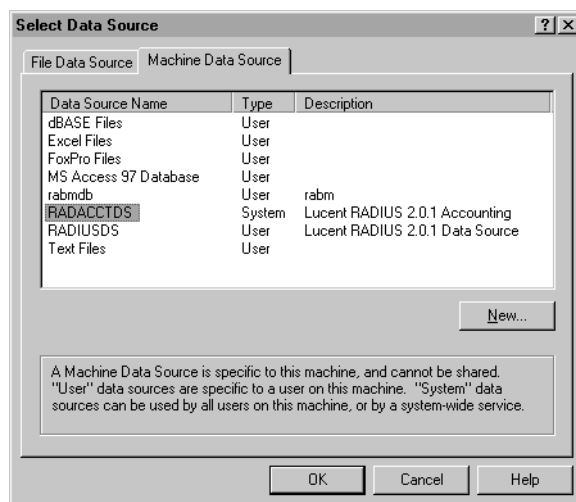 Select Data Source
File Data Source Machine Data Source
Data Source Name Type Description
dBASE Files User
Excel Files User
FoxPro Files User
MS Access 97 Database User
rabmdb User rabm
RADACCTDS System Lucent RADIUS 2.0.1 Accounting
RADIUSDS User Lucent RADIUS 2.0.1 Data Source
Text Files User
New...
A Machine Data Source is specific to this machine, and cannot be shared.
"User" data sources are specific to a user on this machine. "System" data
sources can be used by all users on this machine, or by a system-wide service.
OK Cancel Help